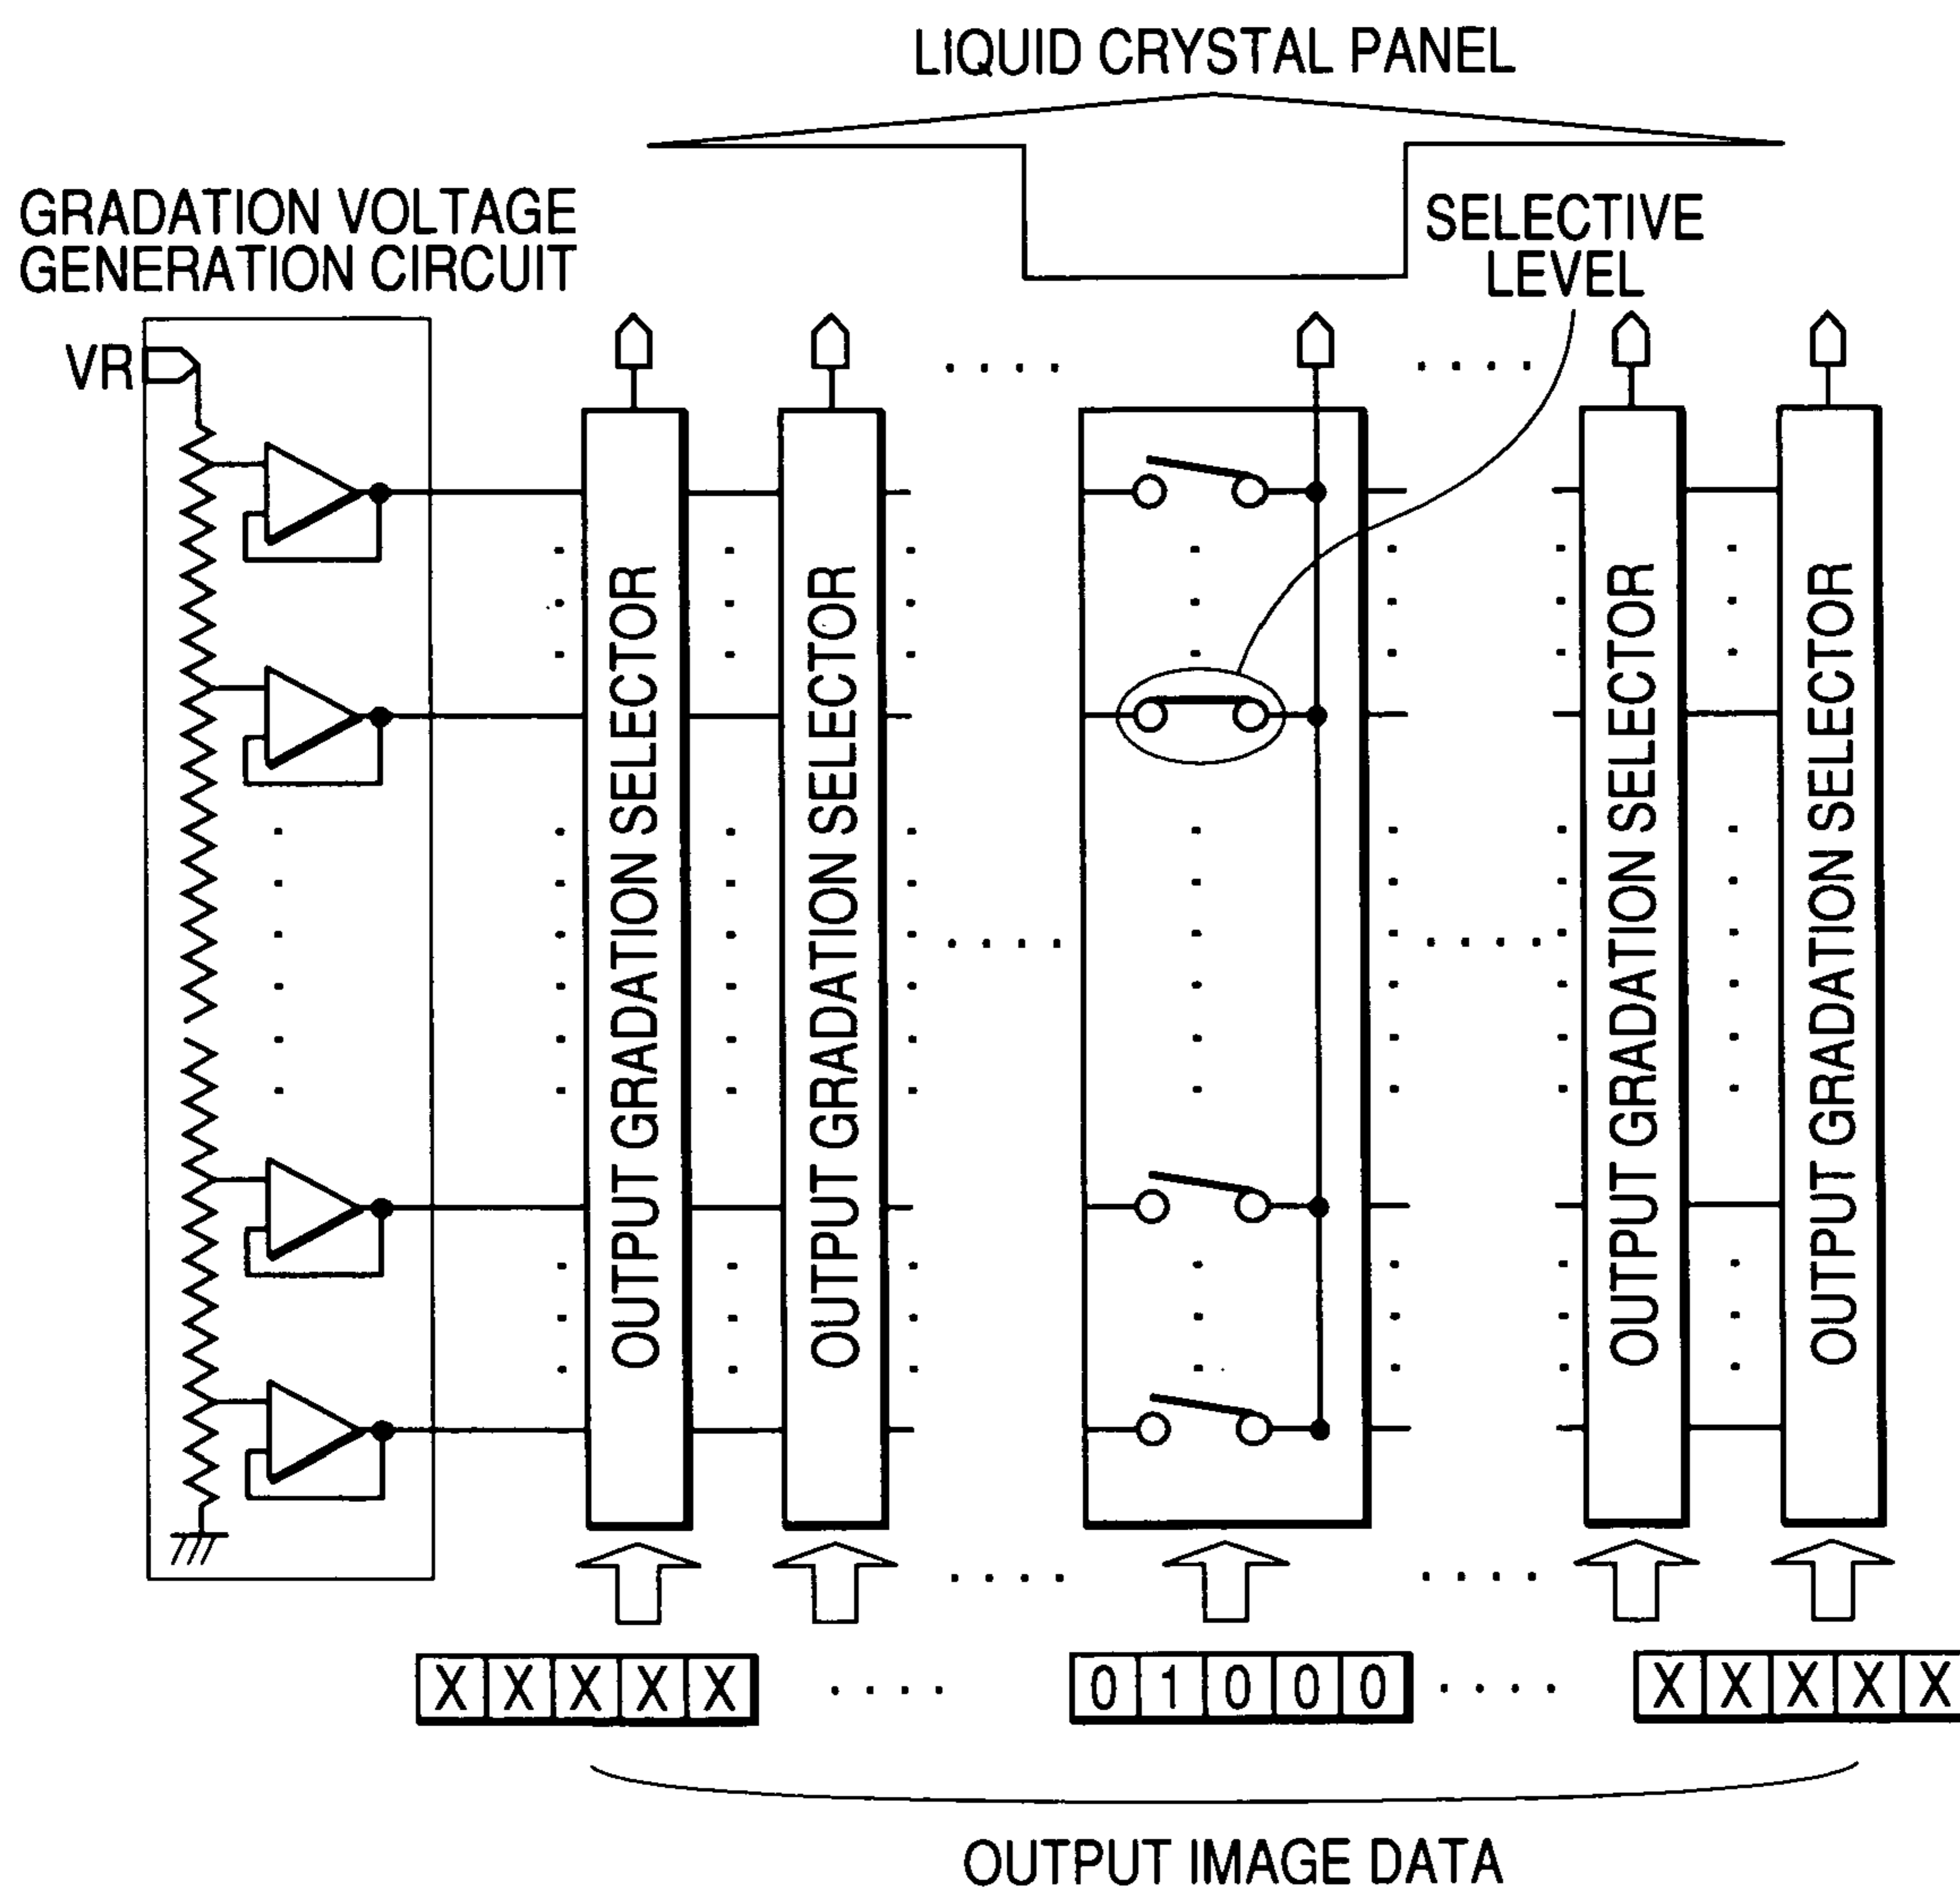 LIQUID CRYSTAL PANEL
GRADATION VOLTAGE
GENERATION CIRCUIT
SELECTIVE
LEVEL
VR
OUTPUT GRADATION SELECTOR
OUTPUT GRADATION SELECTOR
OUTPUT GRADATION SELECTOR
OUTPUT GRADATION SELECTOR
X X X X X
0 1 0 0 0
X X X X X
OUTPUT IMAGE DATA